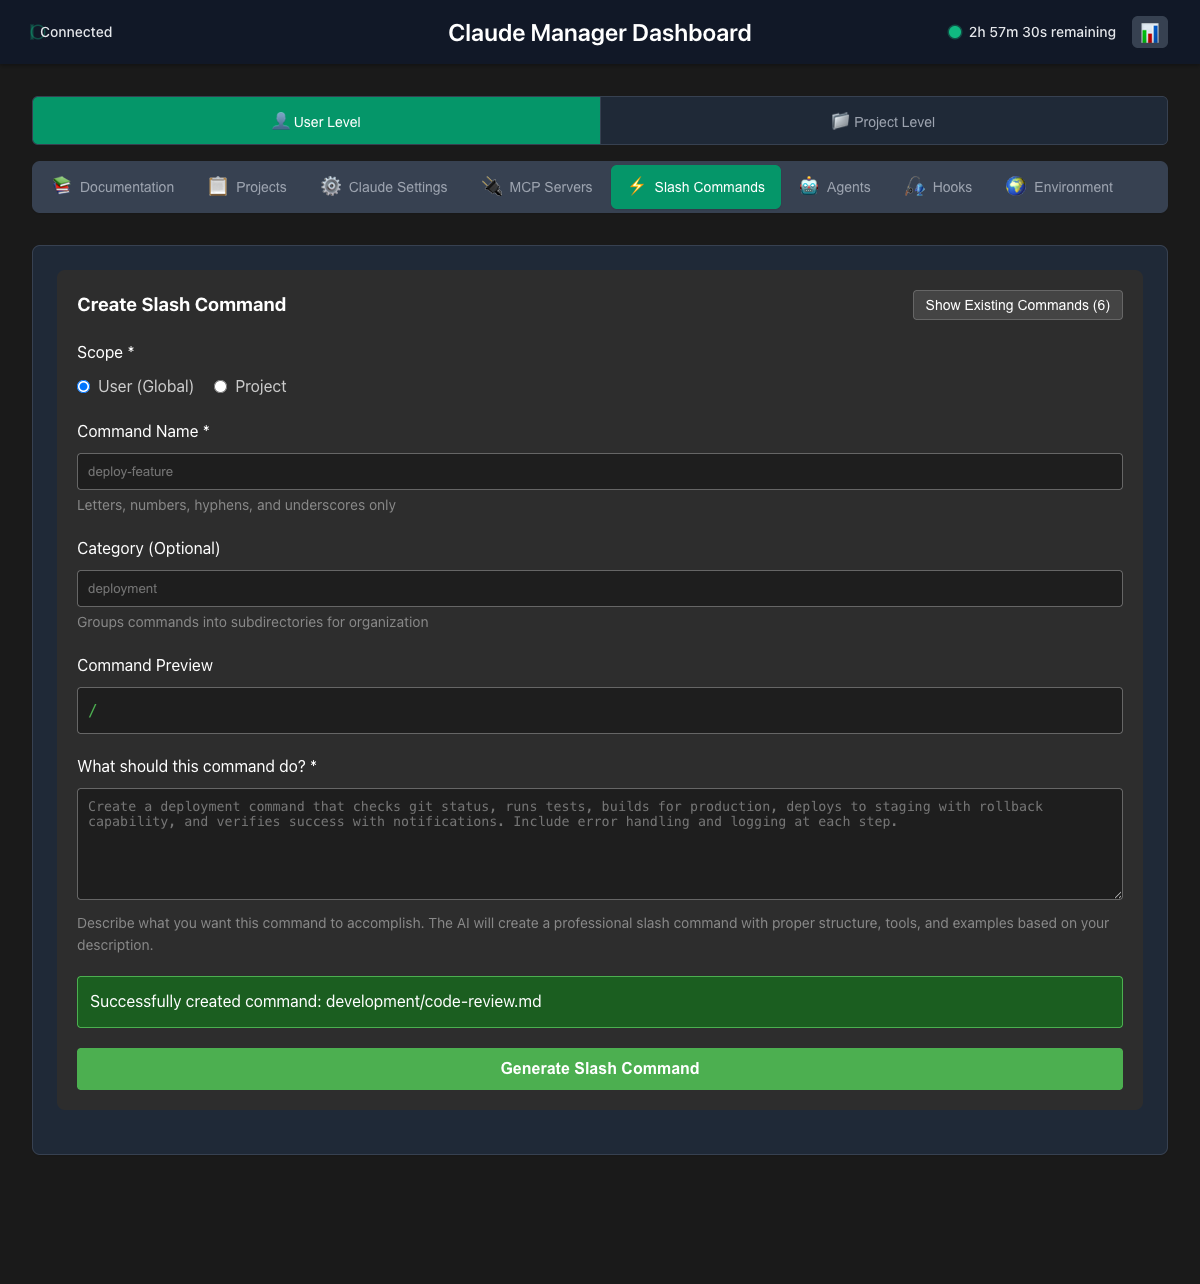 Connected
Claude Manager Dashboard
2h 57m 30s remaining
User Level
Project Level
Documentation
Projects
Claude Settings
MCP Servers
Slash Commands
Agents
Hooks
Environment
Create Slash Command
Show Existing Commands (6)
Scope *
User (Global)
Project
Command Name *
deploy-feature
Letters, numbers, hyphens, and underscores only
Category (Optional)
deployment
Groups commands into subdirectories for organization
Command Preview
/
What should this command do? *
Create a deployment command that checks git status, runs tests, builds for production, deploys to staging with rollback
capability, and verifies success with notifications. Include error handling and logging at each step.
Describe what you want this command to accomplish. The AI will create a professional slash command with proper structure, tools, and examples based on your
description.
Successfully created command: development/code-review.md
Generate Slash Command